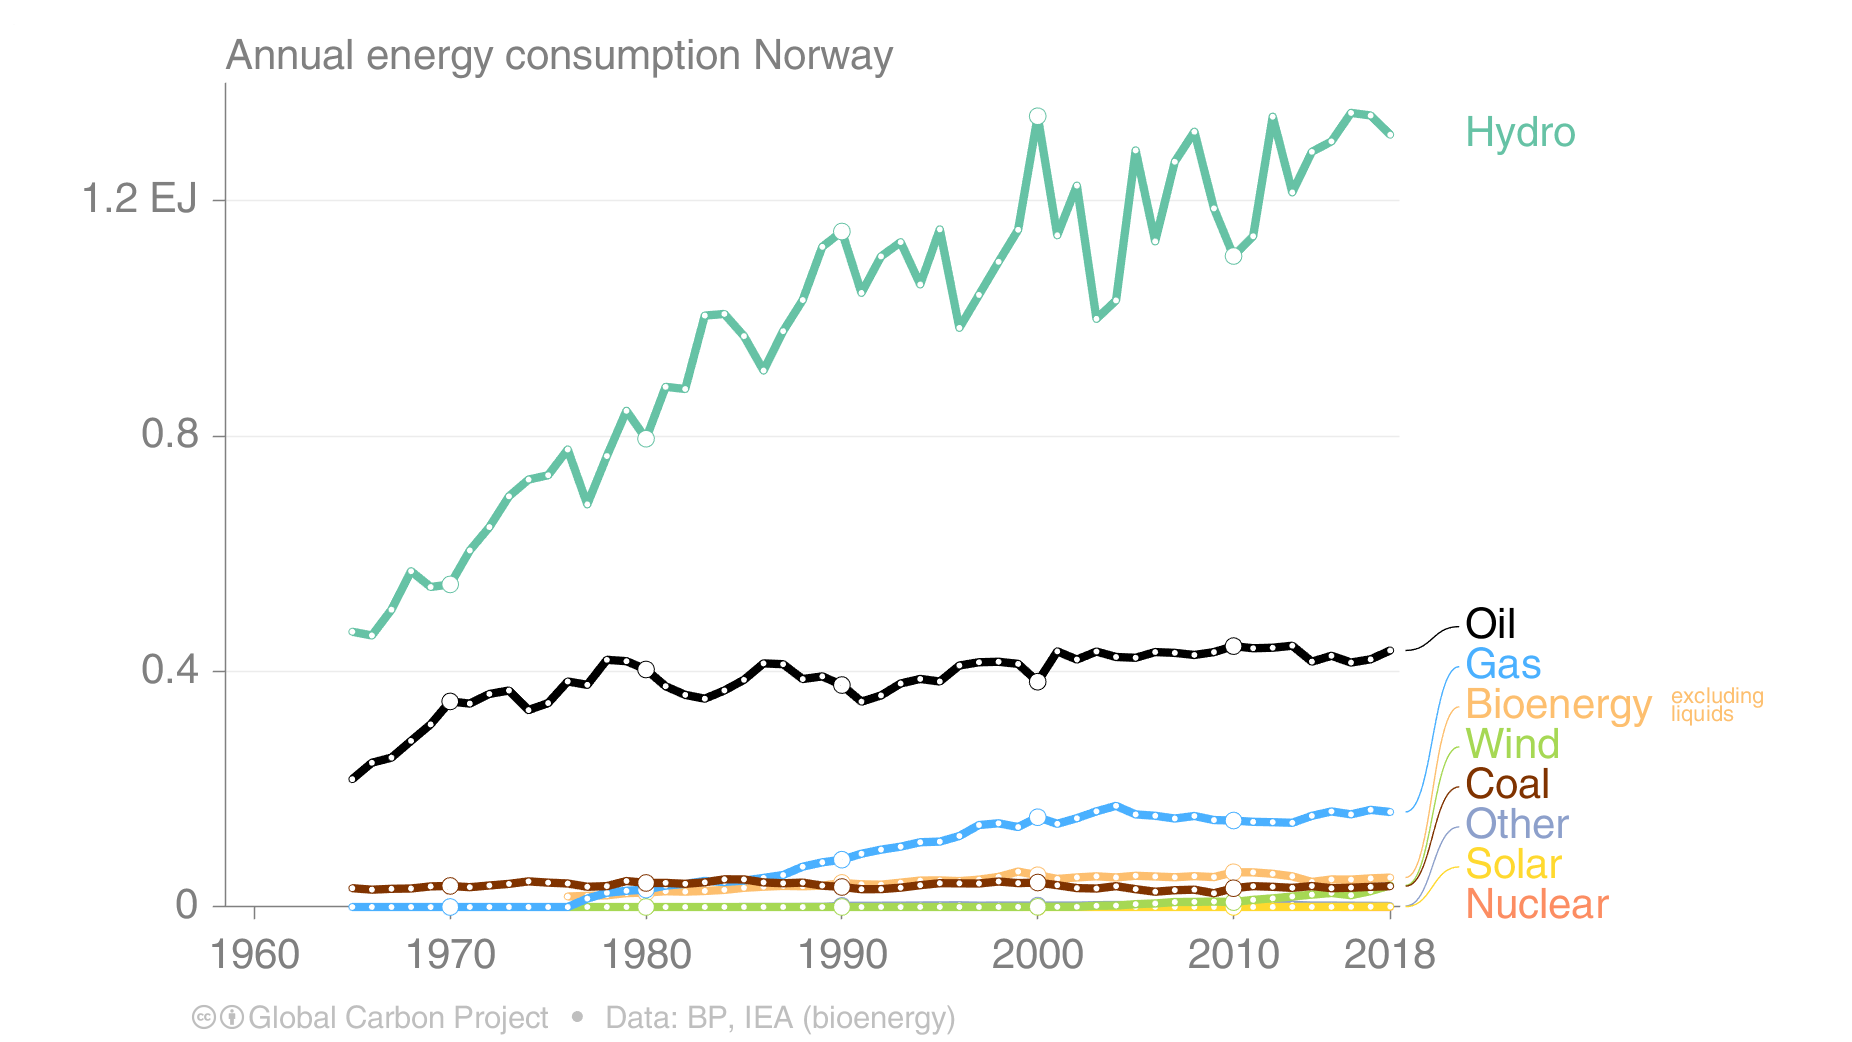 Annual energy consumption Norway
1.2 EJ
0.8
0.4
0
Hydro
Oil
Gas
Bioenergy excluding liquids
Wind
Coal
Other
Solar
Nuclear
1960 1970 1980 1990 2000 2010 2018
cc Global Carbon Project • Data: BP, IEA (bioenergy)